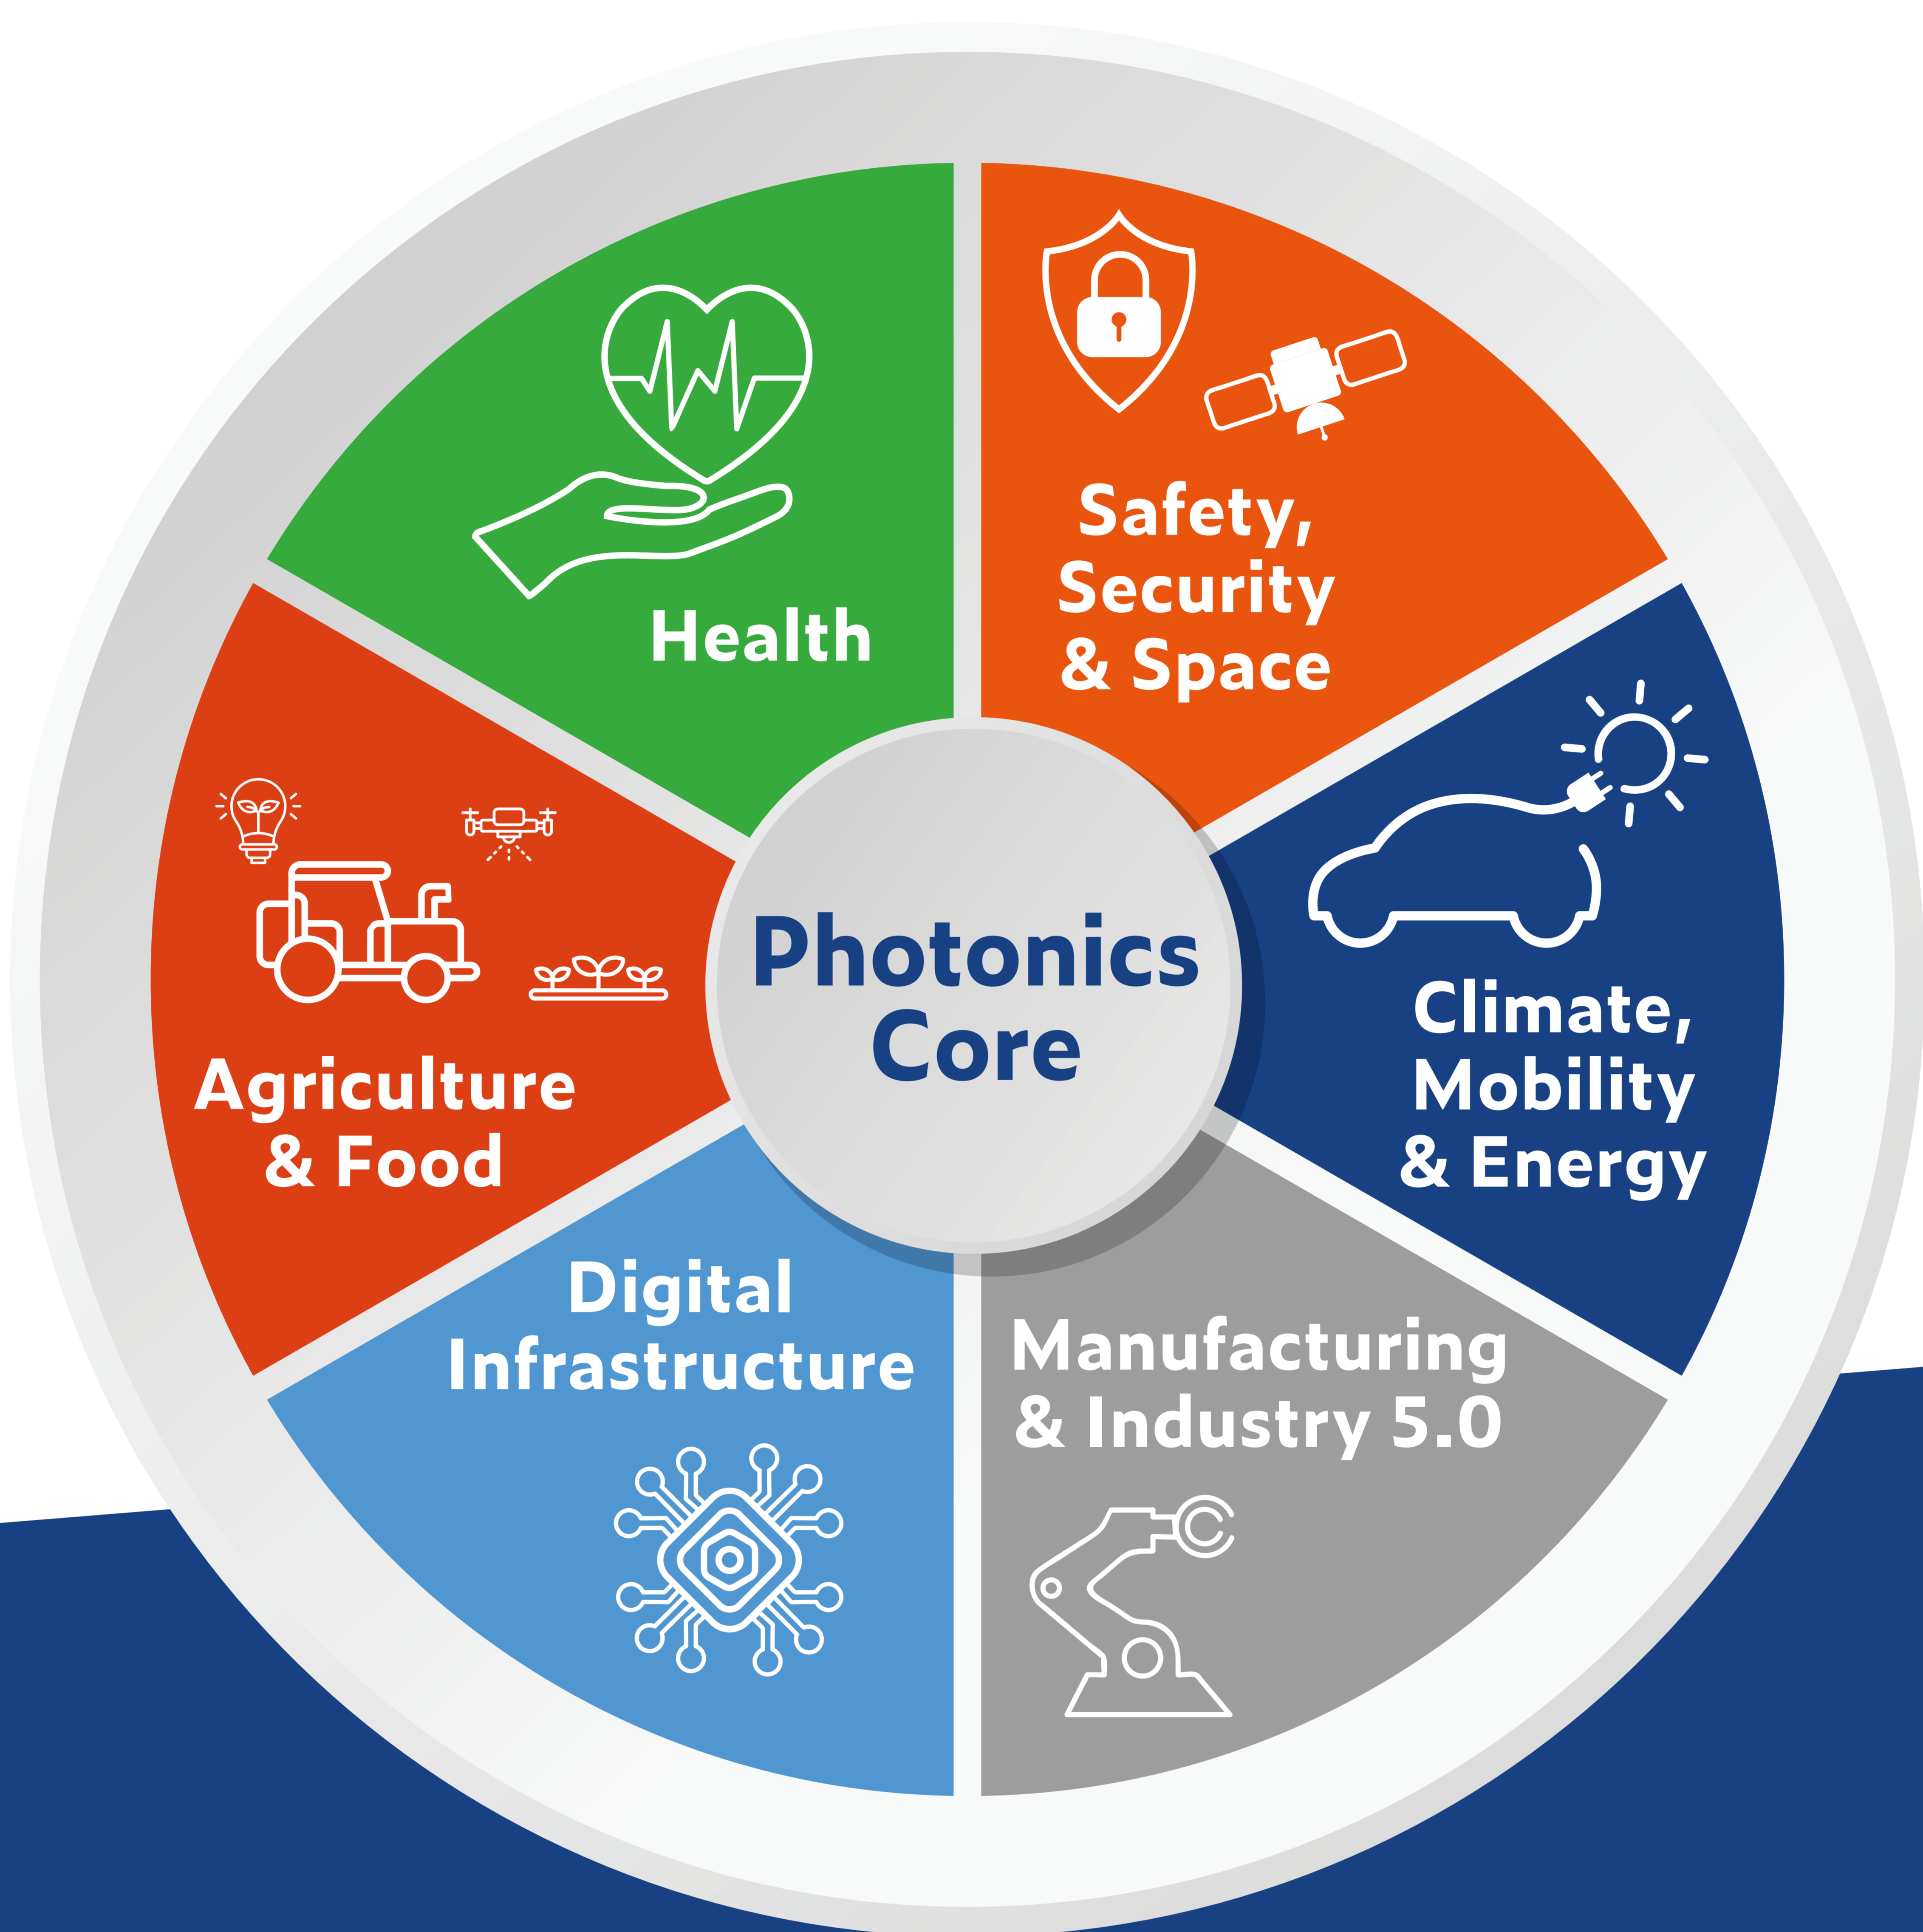 Health
Safety,
Security
& Space
Climate,
Mobility
& Energy
Manufacturing
& Industry 5.0
Digital
Infrastructure
Agriculture
& Food
Photonics
Core